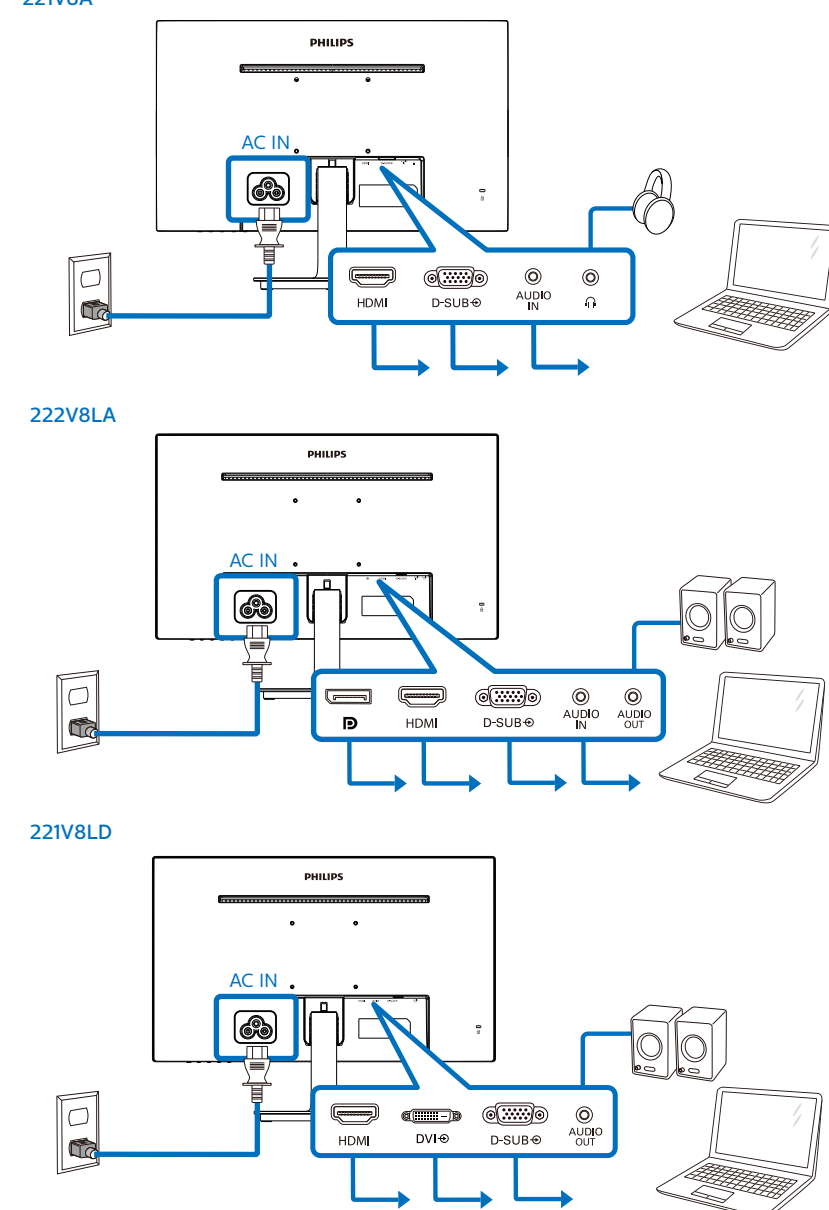 221V8A
PHILIPS
AC IN
HDMI
D-SUB
AUDIO
IN
222V8LA
PHILIPS
AC IN
HDMI
D-SUB
AUDIO
IN
AUDIO
OUT
221V8LD
PHILIPS
AC IN
HDMI
DVI
D-SUB
AUDIO
OUT